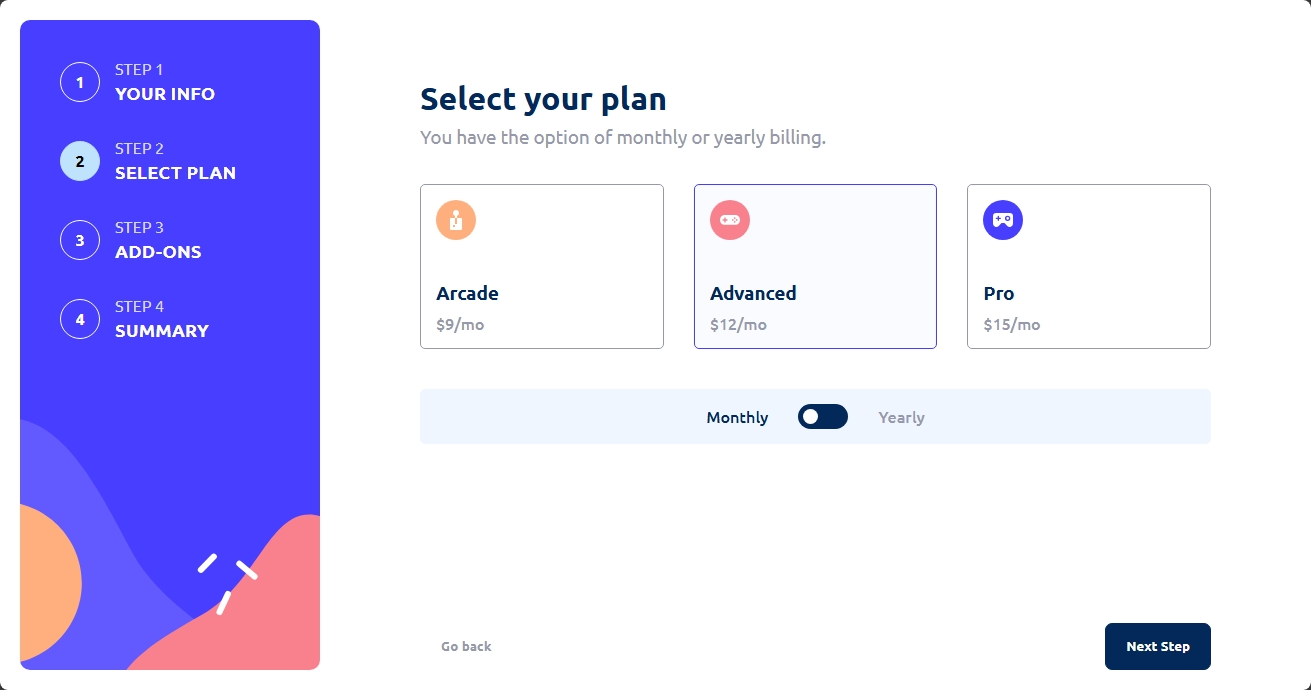 1
STEP 1
YOUR INFO
2
STEP 2
SELECT PLAN
3
STEP 3
ADD-ONS
4
STEP 4
SUMMARY
Select your plan
You have the option of monthly or yearly billing.
Arcade
$9/mo
Advanced
$12/mo
Pro
$15/mo
Monthly
Yearly
Go back
Next Step